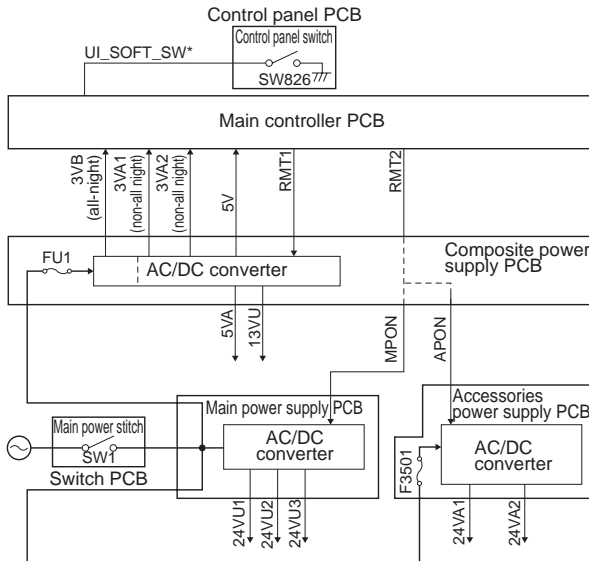 Control panel PCB
Control panel switch
UI_SOFT_SW*
SW826
Main controller PCB
3VB
(all-night)
3VA1
(non-all night)
3VA2
(non-all night)
5V
RMT1
RMT2
FU1
AC/DC converter
Composite power
supply PCB
5VA
13VU
MPON
APON
Main power supply PCB
Accessories
power supply PCB
Main power stitch
SW1
Switch PCB
AC/DC
converter
F3501
AC/DC
converter
24VU1
24VU2
24VU3
24VA1
24VA2